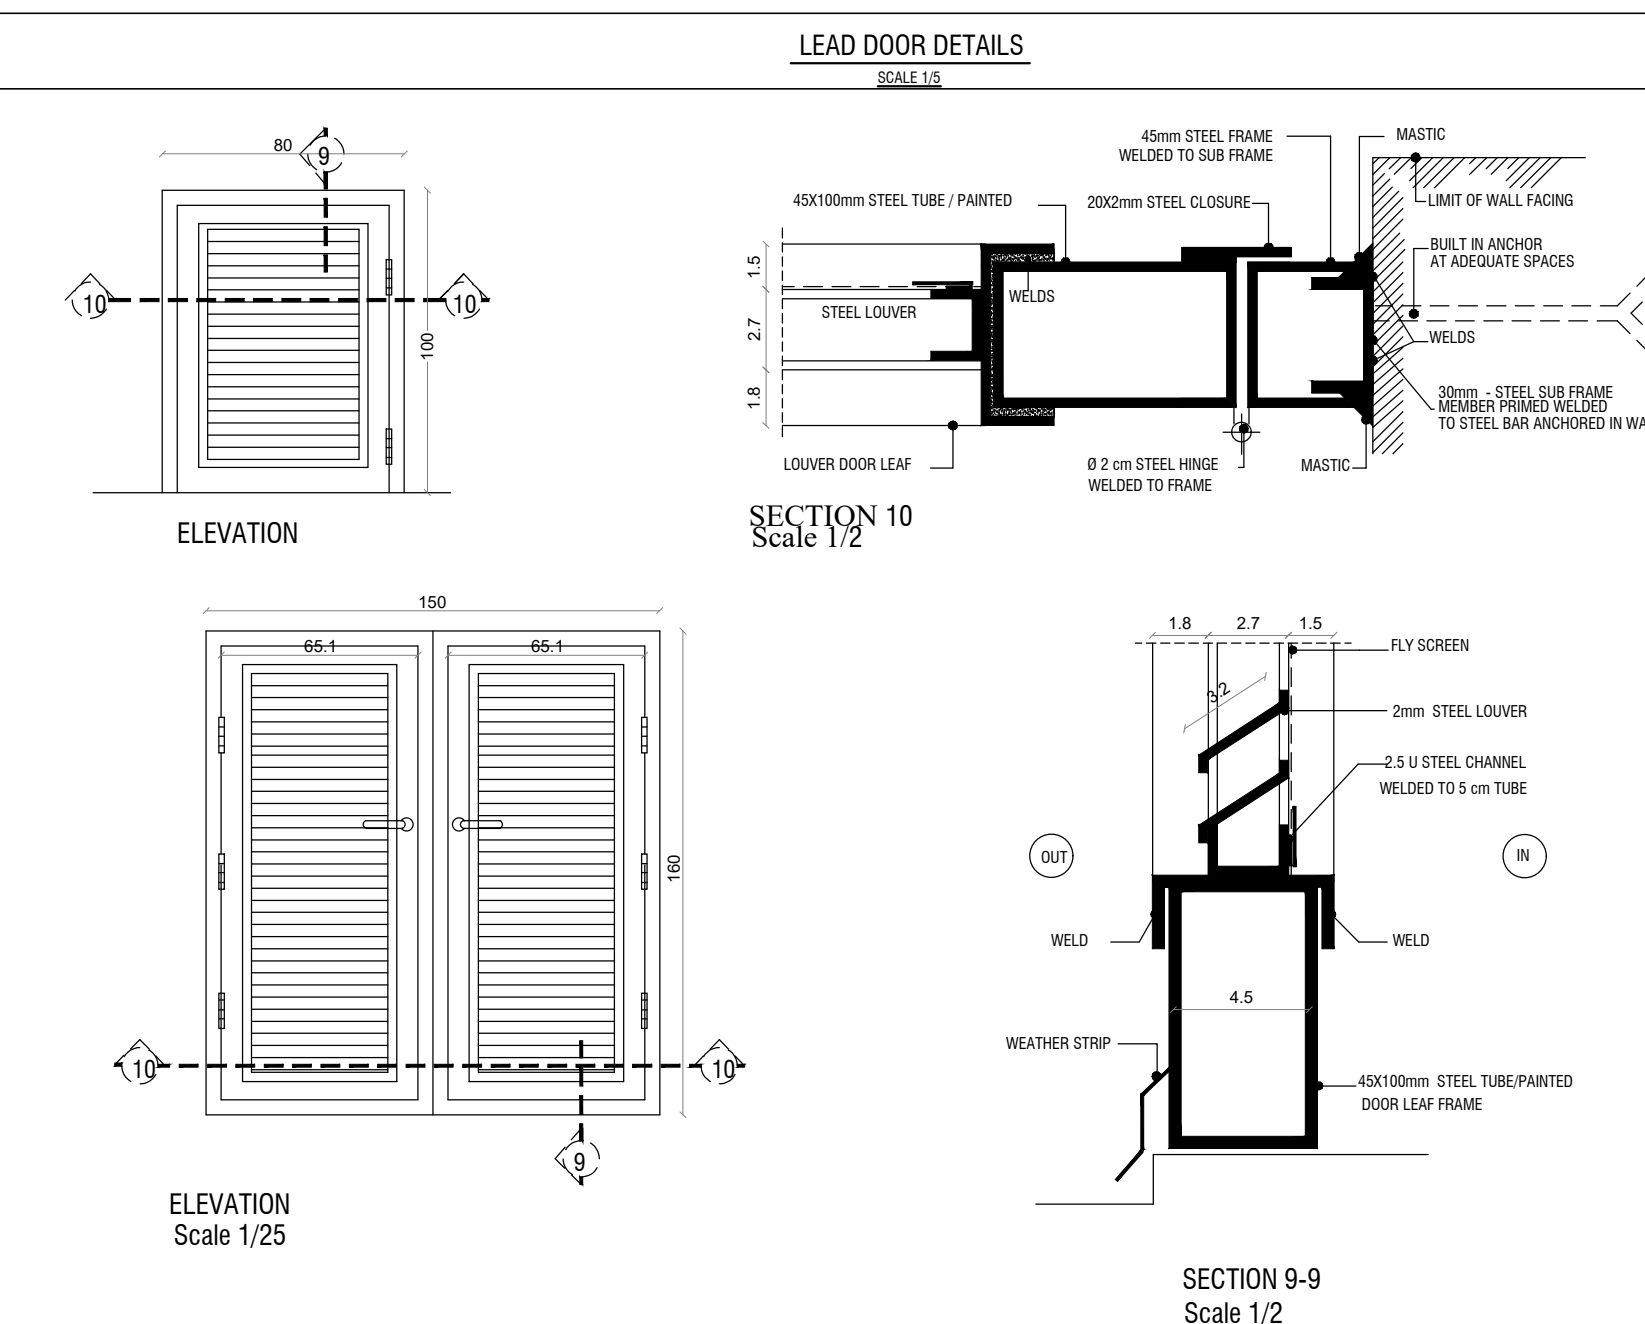 LEAD DOOR DETAILS
SCALE 1/5
80
9
10
10
100
ELEVATION
45mm STEEL FRAME
WELDED TO SUB FRAME
MASTIC
45X100mm STEEL TUBE / PAINTED
20X2mm STEEL CLOSURE
LIMIT OF WALL FACING
BUILT IN ANCHOR
AT ADEQUATE SPACES
1.5
2.7
1.8
WELDS
STEEL LOUVER
WELDS
30mm - STEEL SUB FRAME
MEMBER PRIMED WELDED
TO STEEL BAR ANCHORED IN WA
LOUVER DOOR LEAF
Ø 2 cm STEEL HINGE
WELDED TO FRAME
MASTIC
SECTION 10
Scale 1/2
150
65.1
65.1
160
10
10
9
ELEVATION
Scale 1/25
1.8
2.7
1.5
FLY SCREEN
3.2
2mm STEEL LOUVER
2.5 U STEEL CHANNEL
WELDED TO 5 cm TUBE
OUT
IN
WELD
WELD
4.5
WEATHER STRIP
45X100mm STEEL TUBE/PAINTED
DOOR LEAF FRAME
SECTION 9-9
Scale 1/2